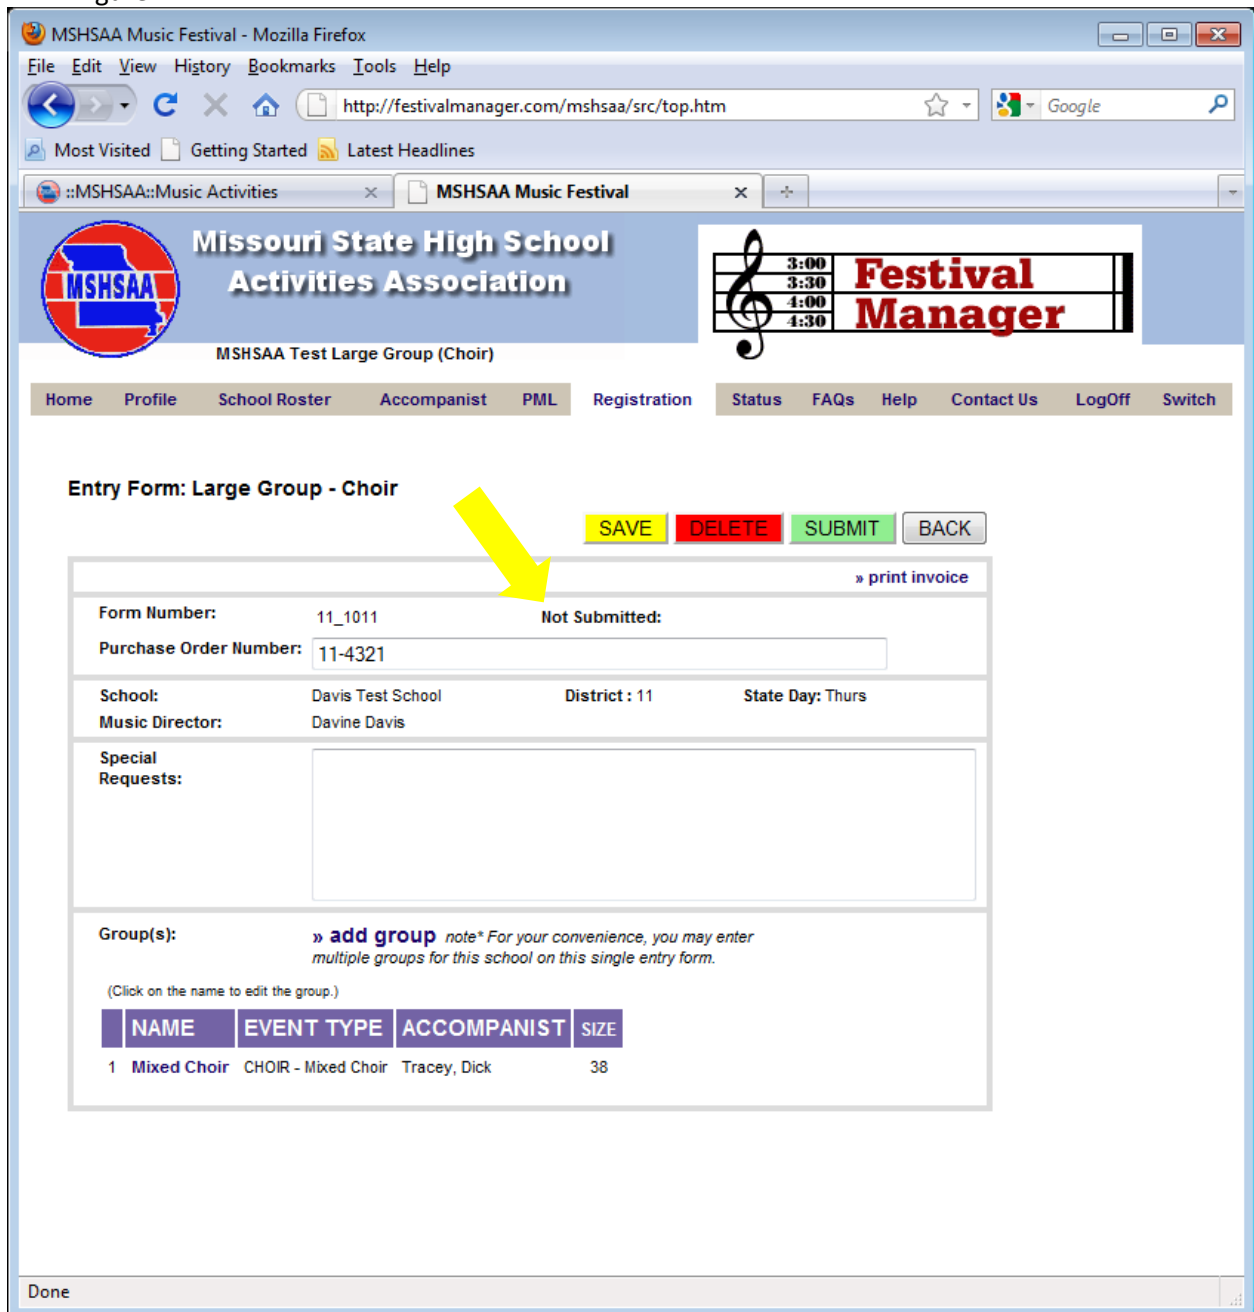 MSHSAA Music Festival - Mozilla Firefox
File Edit View History Bookmarks Tools Help
http://festivalmanager.com/mshsaa/src/top.htm Google
Most Visited Getting Started Latest Headlines
::MSHSAA::Music Activities MSHSAA Music Festival
Missouri State High School
Activities Association
MSHSAA
3:00
3:30
4:00
4:30
Festival
Manager
MSHSAA Test Large Group (Choir)
Home Profile School Roster Accompanist PML Registration Status FAQs Help Contact Us LogOff Switch
Entry Form: Large Group - Choir
SAVE DELETE SUBMIT BACK
» print invoice
Form Number: 11_1011 Not Submitted:
Purchase Order Number: 11-4321
School: Davis Test School District : 11 State Day: Thurs
Music Director: Davine Davis
Special
Requests:
Group(s): » add group note* For your convenience, you may enter
multiple groups for this school on this single entry form.
(Click on the name to edit the group.)
NAME EVENT TYPE ACCOMPANIST SIZE
1 Mixed Choir CHOIR - Mixed Choir Tracey, Dick 38
Done